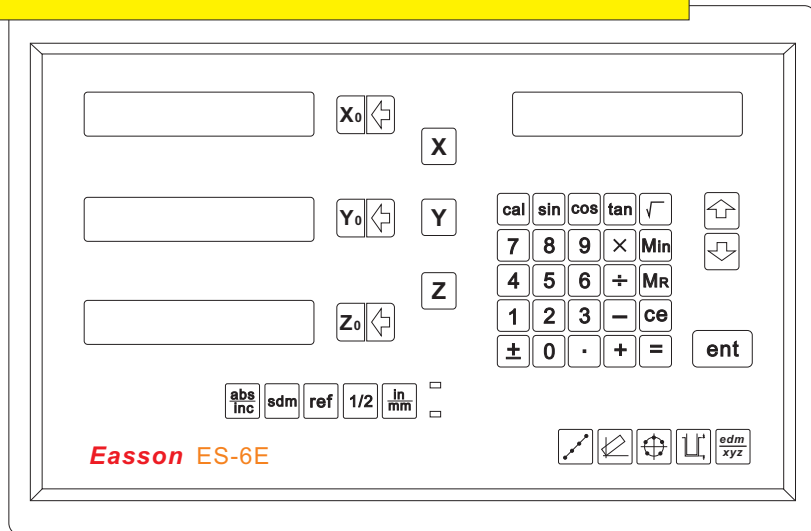 X0
X
Y0
Y
Z
Z0
cal sin cos tan √
7 8 9 × Min
4 5 6 ÷ MR
1 2 3 − ce
± 0 . + =
ent
abs/inc sdm ref 1/2 in/mm
Easson ES-6E
edm/xyz